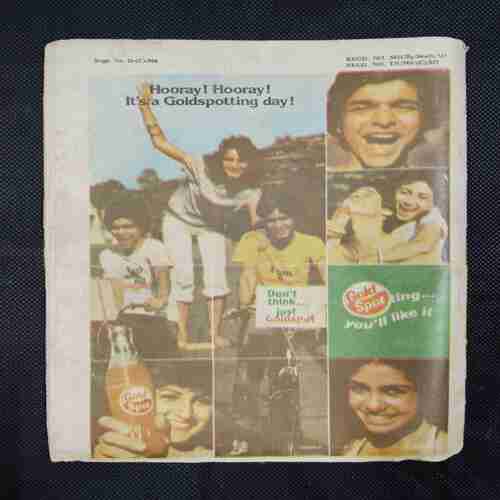 Hooray! Hooray!
It's a Goldspotting day!
Don't
think...
just
Goldspot
Gold
Spot ting...
you'll like it
Gold
Spot